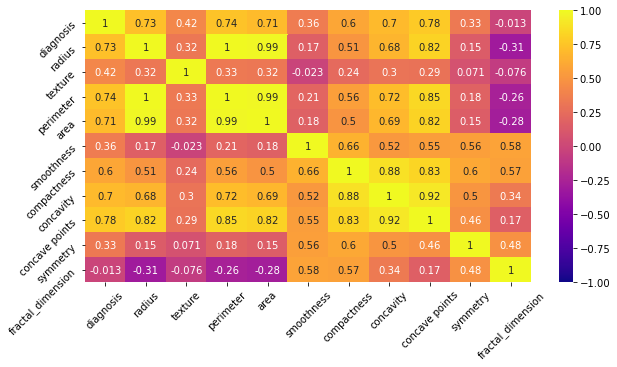 diagnosis 1 0.73 0.42 0.74 0.71 0.36 0.6 0.7 0.78 0.33 -0.013
radius 0.73 1 0.32 1 0.99 0.17 0.51 0.68 0.82 0.15 -0.31
texture 0.42 0.32 1 0.33 0.32 -0.023 0.24 0.3 0.29 0.071 -0.076
perimeter 0.74 1 0.33 1 0.99 0.21 0.56 0.72 0.85 0.18 -0.26
area 0.71 0.99 0.32 0.99 1 0.18 0.5 0.69 0.82 0.15 -0.28
smoothness 0.36 0.17 -0.023 0.21 0.18 1 0.66 0.52 0.55 0.56 0.58
compactness 0.6 0.51 0.24 0.56 0.5 0.66 1 0.88 0.83 0.6 0.57
concavity 0.7 0.68 0.3 0.72 0.69 0.52 0.88 1 0.92 0.5 0.34
concave points 0.78 0.82 0.29 0.85 0.82 0.55 0.83 0.92 1 0.46 0.17
symmetry 0.33 0.15 0.071 0.18 0.15 0.56 0.6 0.5 0.46 1 0.48
fractal_dimension -0.013 -0.31 -0.076 -0.26 -0.28 0.58 0.57 0.34 0.17 0.48 1
diagnosis radius texture perimeter area smoothness compactness concavity concave points symmetry fractal_dimension
1.00
0.75
0.50
0.25
0.00
-0.25
-0.50
-0.75
-1.00